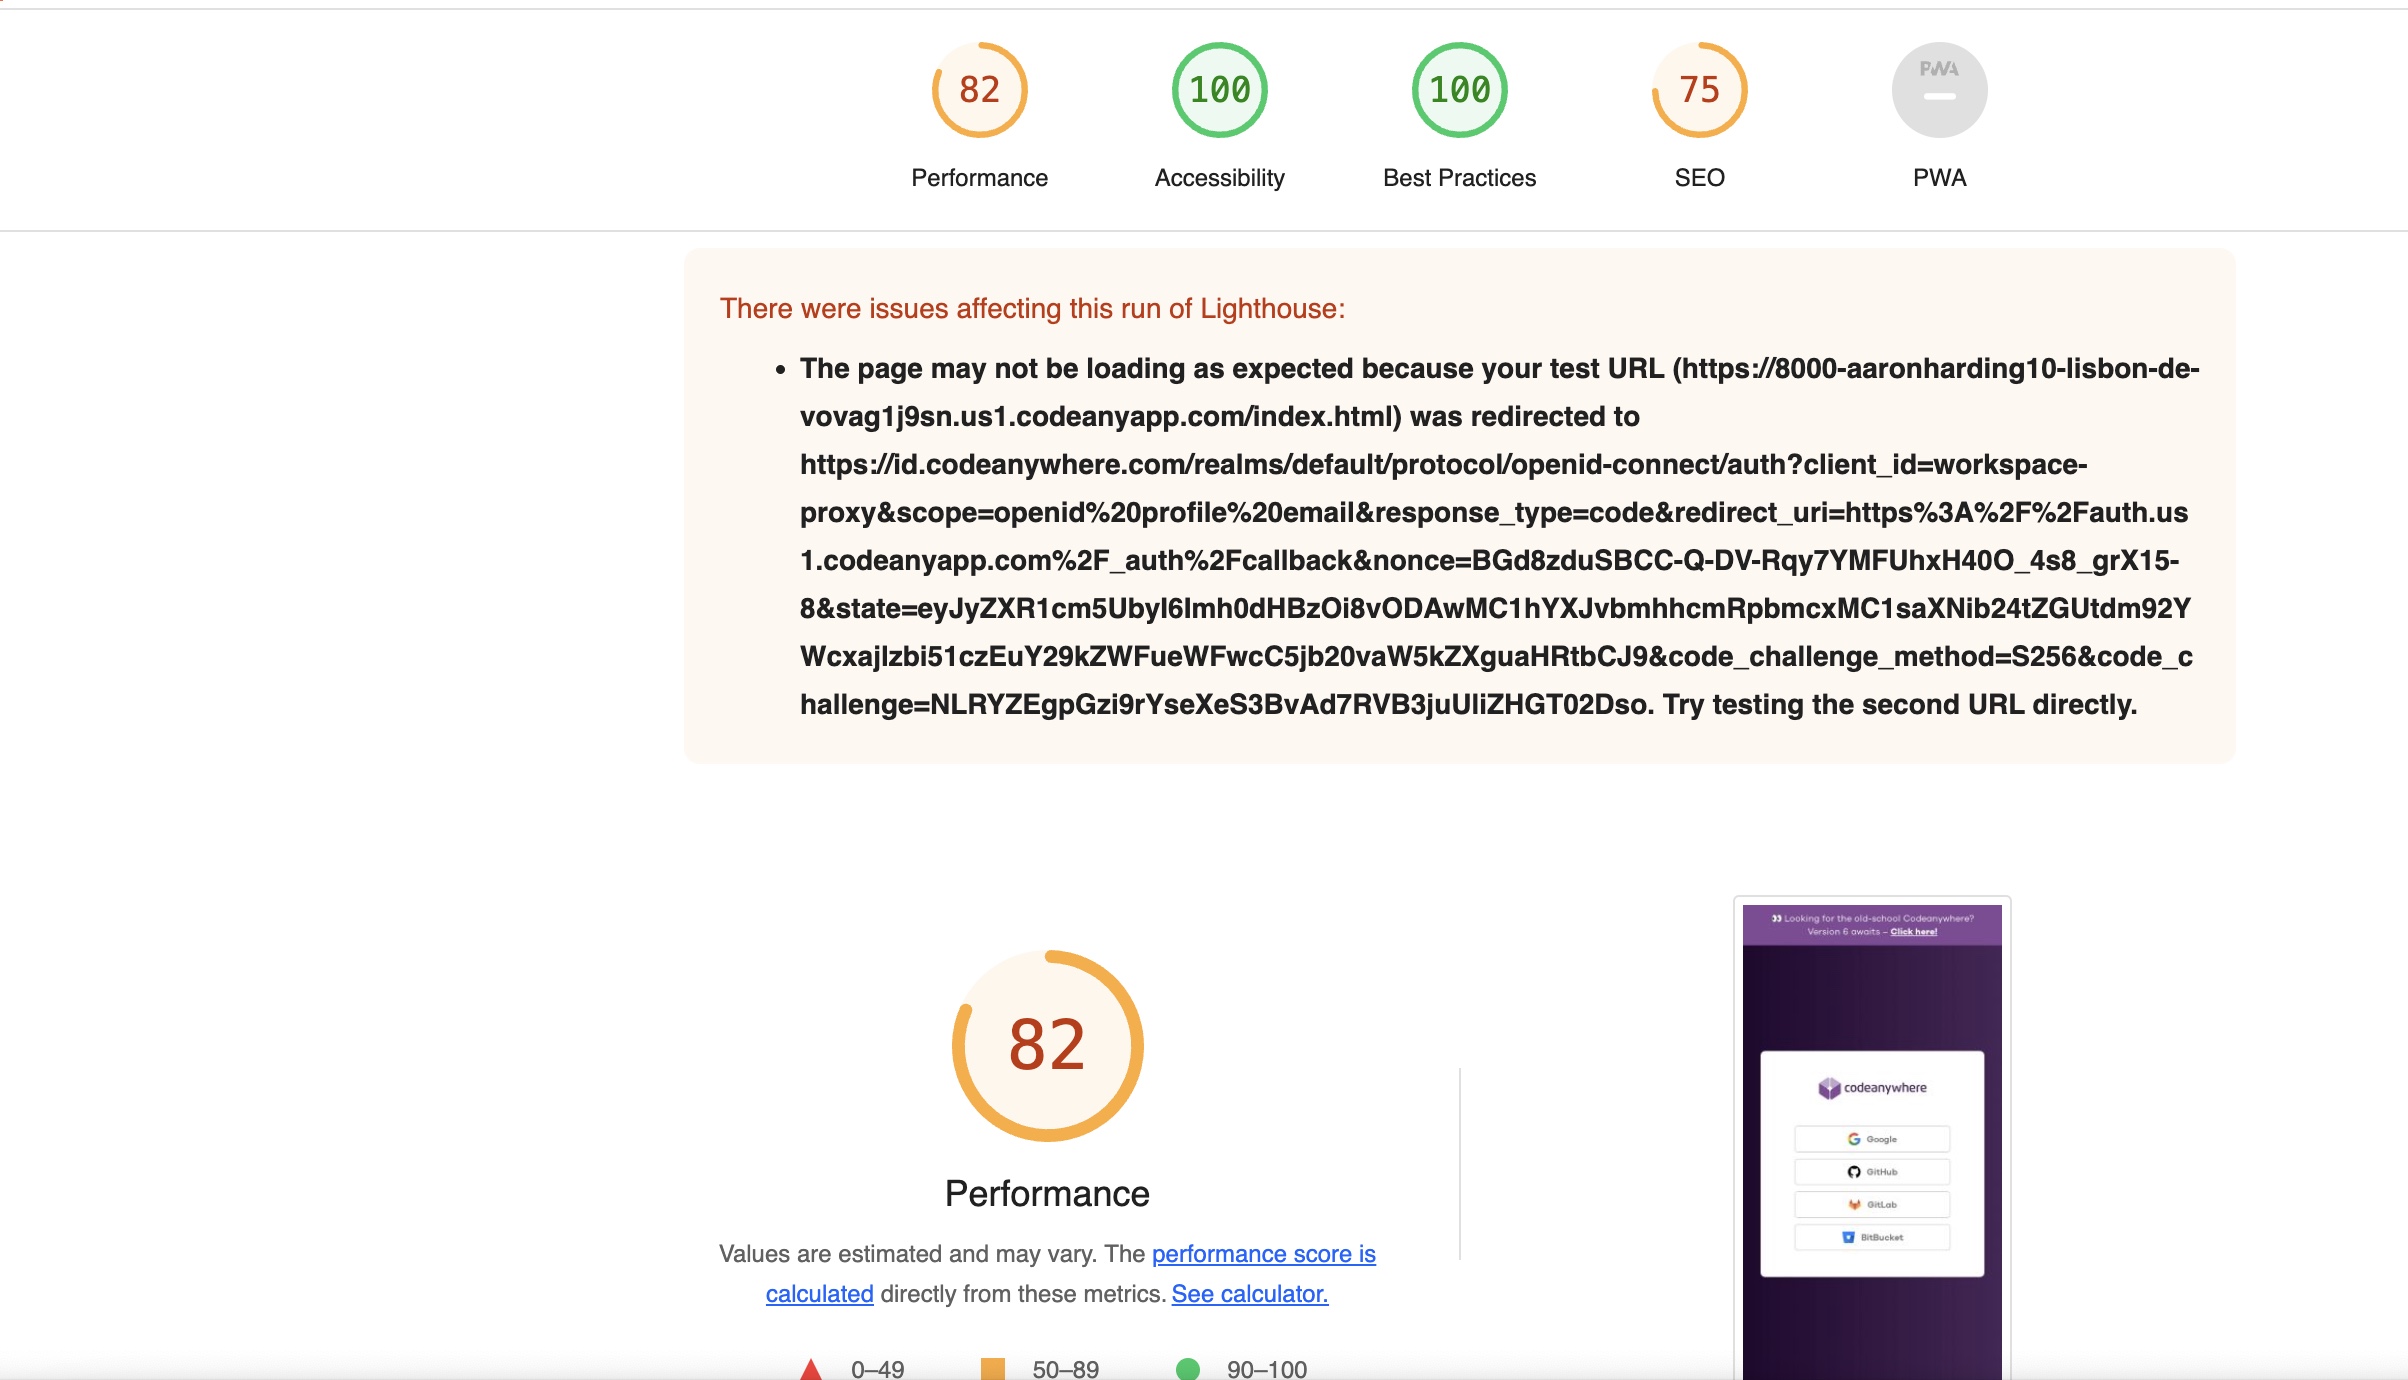 82
100
100
75
PWA
Performance
Accessibility
Best Practices
SEO
PWA
There were issues affecting this run of Lighthouse:
• The page may not be loading as expected because your test URL (https://8000-aaronharding10-lisbon-de-
vovag1j9sn.us1.codeanyapp.com/index.html) was redirected to
https://id.codeanywhere.com/realms/default/protocol/openid-connect/auth?client_id=workspace-
proxy&scope=openid%20profile%20email&response_type=code&redirect_uri=https%3A%2F%2Fauth.us
1.codeanyapp.com%2F_auth%2Fcallback&nonce=BGd8zduSBCC-Q-DV-Rqy7YMFUhxH40O_4s8_grX15-
8&state=eyJyZXR1cm5UbyI6Imh0dHBzOi8vODAwMC1hYXJvbmhhcmRpbmcxMC1saXNib24tZGUtdm92Y
Wcxajlzbi51czEuY29kZWFueWFwcC5jb20vaW5kZXguaHRtbCJ9&code_challenge_method=S256&code_c
hallenge=NLRYZEgpGzi9rYseXeS3BvAd7RVB3juUliZHGT02Dso. Try testing the second URL directly.
82
Performance
Values are estimated and may vary. The performance score is
calculated directly from these metrics. See calculator.
0–49
50–89
90–100
Looking for the old-school Codeanywhere?
Version 6 awaits – Click here!
codeanywhere
Google
GitHub
GitLab
BitBucket